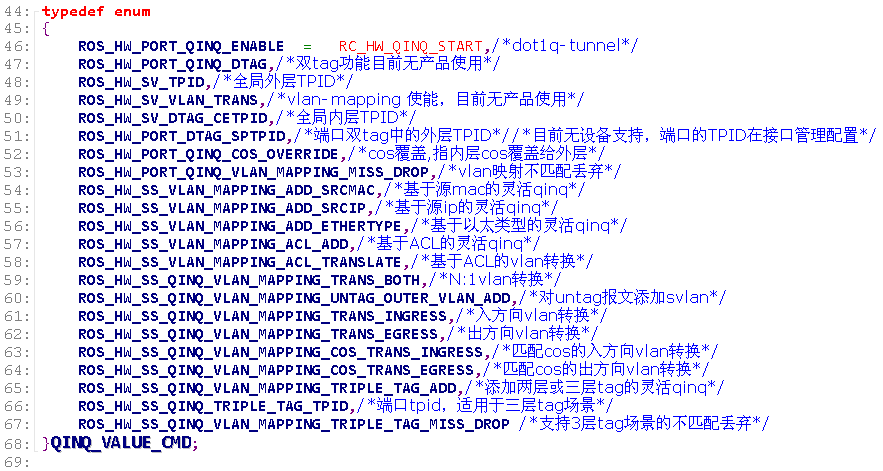 44: typedef enum
45: {
46: ROS_HW_PORT_QINQ_ENABLE = RC_HW_QINQ_START,/*dot1q-tunnel*/
47: ROS_HW_PORT_QINQ_DTAG,/*双tag功能目前无产品使用*/
48: ROS_HW_SV_TPID,/*全局外层TPID*/
49: ROS_HW_SV_VLAN_TRANS,/*vlan-mapping 使能，目前无产品使用*/
50: ROS_HW_SV_DTAG_CETPID,/*全局内层TPID*/
51: ROS_HW_PORT_DTAG_SPTPID,/*端口双tag中的外层TPID*//*目前无设备支持，端口的TPID在接口管理配置*/
52: ROS_HW_PORT_QINQ_COS_OVERRIDE,/*cos覆盖,指内层cos覆盖给外层*/
53: ROS_HW_PORT_QINQ_VLAN_MAPPING_MISS_DROP,/*vlan映射不匹配丢弃*/
54: ROS_HW_SS_VLAN_MAPPING_ADD_SRCMAC,/*基于源mac的灵活qinq*/
55: ROS_HW_SS_VLAN_MAPPING_ADD_SRCIP,/*基于源ip的灵活qinq*/
56: ROS_HW_SS_VLAN_MAPPING_ADD_ETHERTYPE,/*基于以太类型的灵活qinq*/
57: ROS_HW_SS_VLAN_MAPPING_ACL_ADD,/*基于ACL的灵活qinq*/
58: ROS_HW_SS_VLAN_MAPPING_ACL_TRANSLATE,/*基于ACL的vlan转换*/
59: ROS_HW_SS_QINQ_VLAN_MAPPING_TRANS_BOTH,/*N:1vlan转换*/
60: ROS_HW_SS_QINQ_VLAN_MAPPING_UNTAG_OUTER_VLAN_ADD,/*对untag报文添加svlan*/
61: ROS_HW_SS_QINQ_VLAN_MAPPING_TRANS_INGRESS,/*入方向vlan转换*/
62: ROS_HW_SS_QINQ_VLAN_MAPPING_TRANS_EGRESS,/*出方向vlan转换*/
63: ROS_HW_SS_QINQ_VLAN_MAPPING_COS_TRANS_INGRESS,/*匹配cos的入方向vlan转换*/
64: ROS_HW_SS_QINQ_VLAN_MAPPING_COS_TRANS_EGRESS,/*匹配cos的出方向vlan转换*/
65: ROS_HW_SS_QINQ_VLAN_MAPPING_TRIPLE_TAG_ADD,/*添加两层或三层tag的灵活qinq*/
66: ROS_HW_SS_QINQ_TRIPLE_TAG_TPID,/*端口tpid，适用于三层tag场景*/
67: ROS_HW_SS_QINQ_VLAN_MAPPING_TRIPLE_TAG_MISS_DROP /*支持3层tag场景的不匹配丢弃*/
68: }QINQ_VALUE_CMD;
69: